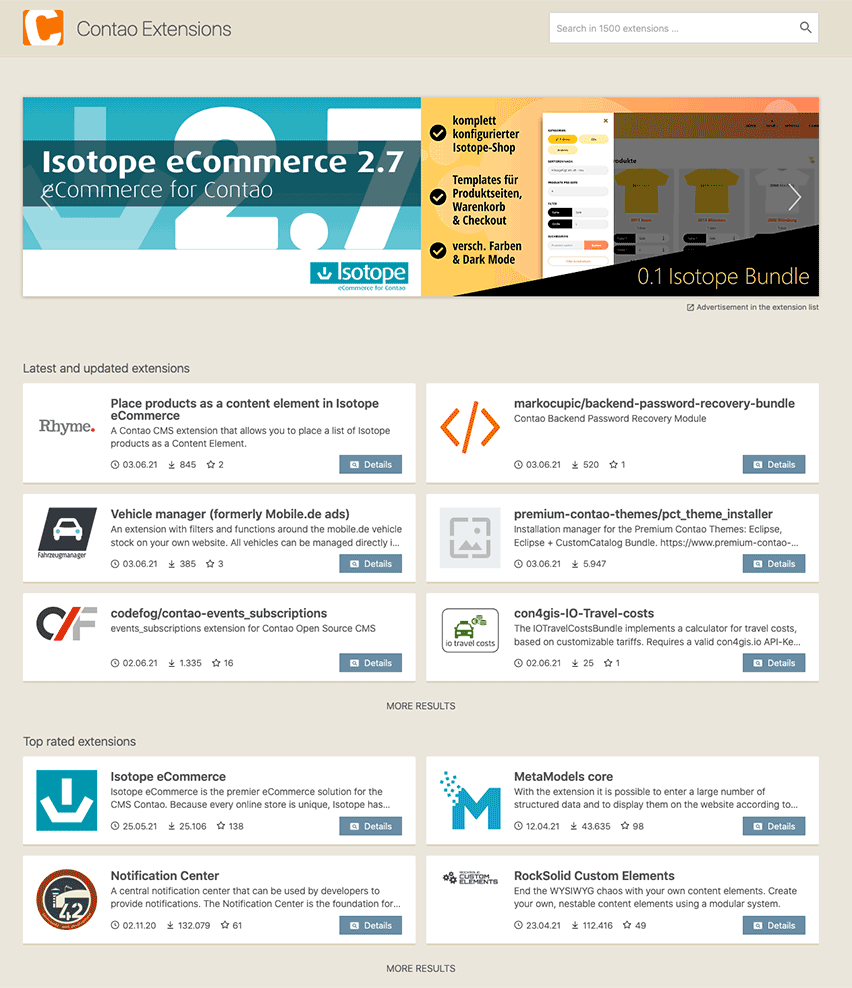 Contao Extensions
Search in 1500 extensions ...
Isotope eCommerce 2.7
eCommerce for Contao
2.7
Isotope
eCommerce for Contao
komplett
konfigurierter
Isotope-Shop
Templates für
Produktseiten,
Warenkorb
& Checkout
versch. Farben
& Dark Mode
0.1 Isotope Bundle
Advertisement in the extension list
Latest and updated extensions
Rhyme.
Place products as a content element in Isotope
eCommerce
A Contao CMS extension that allows you to place a list of Isotope
products as a Content Element.
03.06.21 845 2
Details
markocupic/backend-password-recovery-bundle
Contao Backend Password Recovery Module
03.06.21 520 1
Details
Fahrzeugmanager
Vehicle manager (formerly Mobile.de ads)
An extension with filters and functions around the mobile.de vehicle
stock on your own website. All vehicles can be managed directly i...
03.06.21 385 3
Details
premium-contao-themes/pct_theme_installer
Installation manager for the Premium Contao Themes: Eclipse,
Eclipse + CustomCatalog Bundle. https://www.premium-contao-...
03.06.21 5.947
Details
codefog/contao-events_subscriptions
events_subscriptions extension for Contao Open Source CMS
02.06.21 1.335 16
Details
io travel costs
con4gis-IO-Travel-costs
The IOTravelCostsBundle implements a calculator for travel costs,
based on customizable tariffs. Requires a valid con4gis.io API-Ke...
02.06.21 25 1
Details
MORE RESULTS
Top rated extensions
Isotope eCommerce
Isotope eCommerce is the premier eCommerce solution for the
CMS Contao. Because every online store is unique, Isotope has...
25.05.21 25.106 138
Details
MetaModels core
With the extension it is possible to enter a large number of
structured data and to display them on the website according to...
12.04.21 43.635 98
Details
42
Notification Center
A central notification center that can be used by developers to
provide notifications. The Notification Center is the foundation for...
02.11.20 132.079 61
Details
ROCKSOLID
CUSTOM
ELEMENTS
RockSolid Custom Elements
End the WYSIWYG chaos with your own content elements. Create
your own, nestable content elements using a modular system.
23.04.21 112.416 49
Details
MORE RESULTS